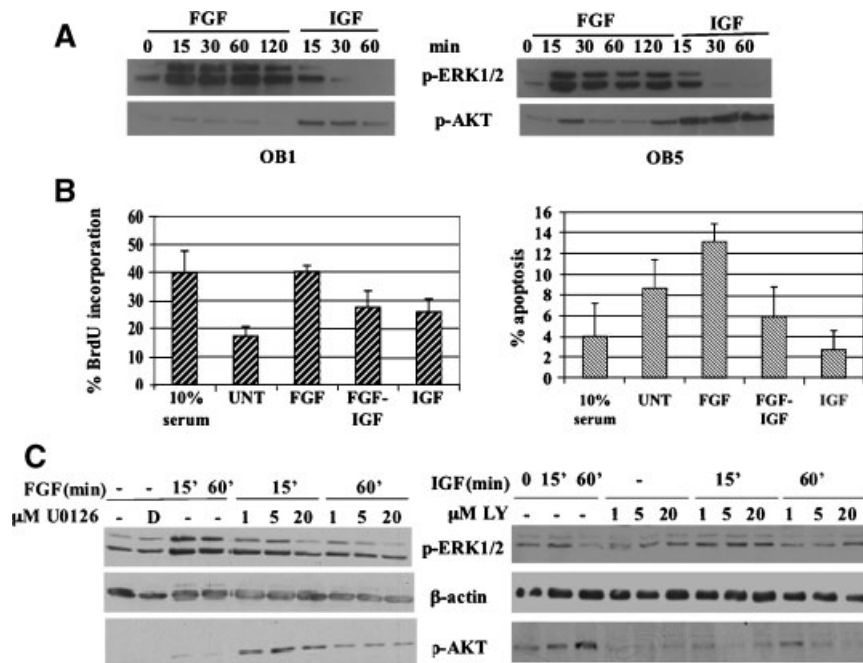 A
FGF IGF FGF IGF
0 15 30 60 120 15 30 60 min 0 15 30 60 120 15 30 60
p-ERK1/2
p-AKT
OB1 OB5
B
% BrdU incorporation
60
50
40
30
20
10
0
10% serum UNT FGF FGF-IGF IGF
% apoptosis
16
14
12
10
8
6
4
2
0
10% serum UNT FGF FGF-IGF IGF
C
FGF(min) - - 15’ 60’ 15’ 60’ IGF(min) 0 15’ 60’ - 15’ 60’
µM U0126 - D - - 1 5 20 1 5 20 µM LY - - - 1 5 20 1 5 20 1 5 20
p-ERK1/2
β-actin
p-AKT